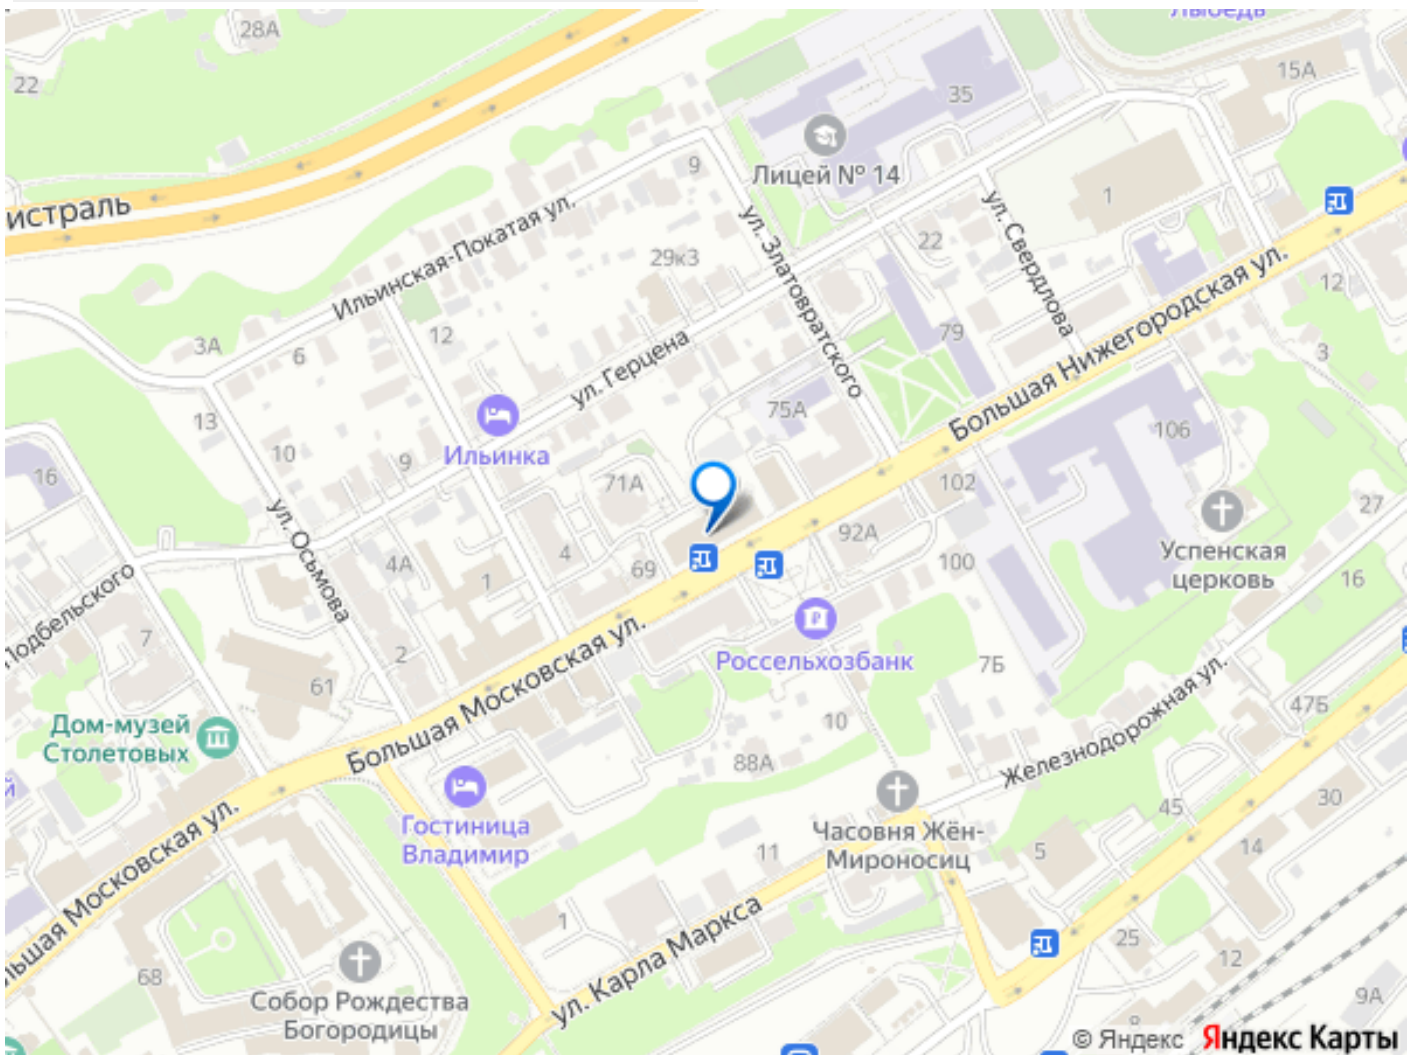 Лыбедь
28А
22
15А
35
Лицей № 14
9
1
истраль
Ильинская-Покатая ул.
ул. Златовратского
ул. Свердлова
22
29к3
12
3А
6
12
79
Большая Нижегородская ул.
3
ул. Герцена
75А
13
10
9
Ильинка
16
71А
106
102
27
ул. Осьмова
4А
4
1
69
92А
100
Успенская
церковь
16
Подбельского
7
2
61
Большая Московская ул.
Россельхозбанк
7Б
Дом-музей
Столетовых
й
10
88А
47Б
Железнодорожная ул.
Гостиница
Владимир
Часовня Жён-
Мироносиц
45
30
5
14
11
1
ьшая Московская ул.
ул. Карла Маркса
68
25
12
Собор Рождества
Богородицы
9А
8
© Яндекс Яндекс Карты